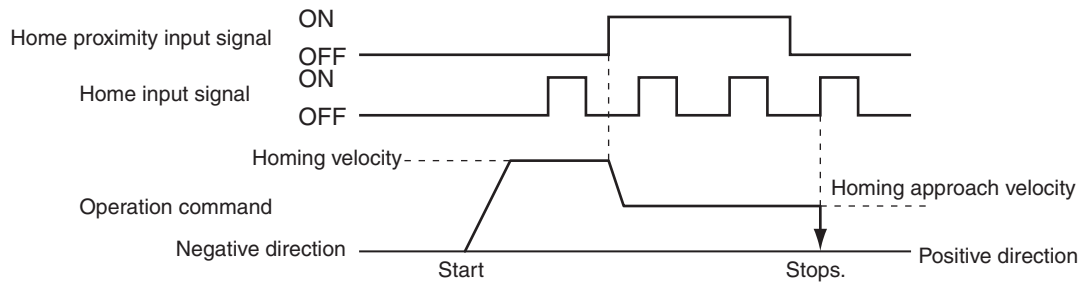 ON
Home proximity input signal
OFF
ON
Home input signal
OFF
Homing velocity
Homing approach velocity
Operation command
Negative direction
Positive direction
Start
Stops.